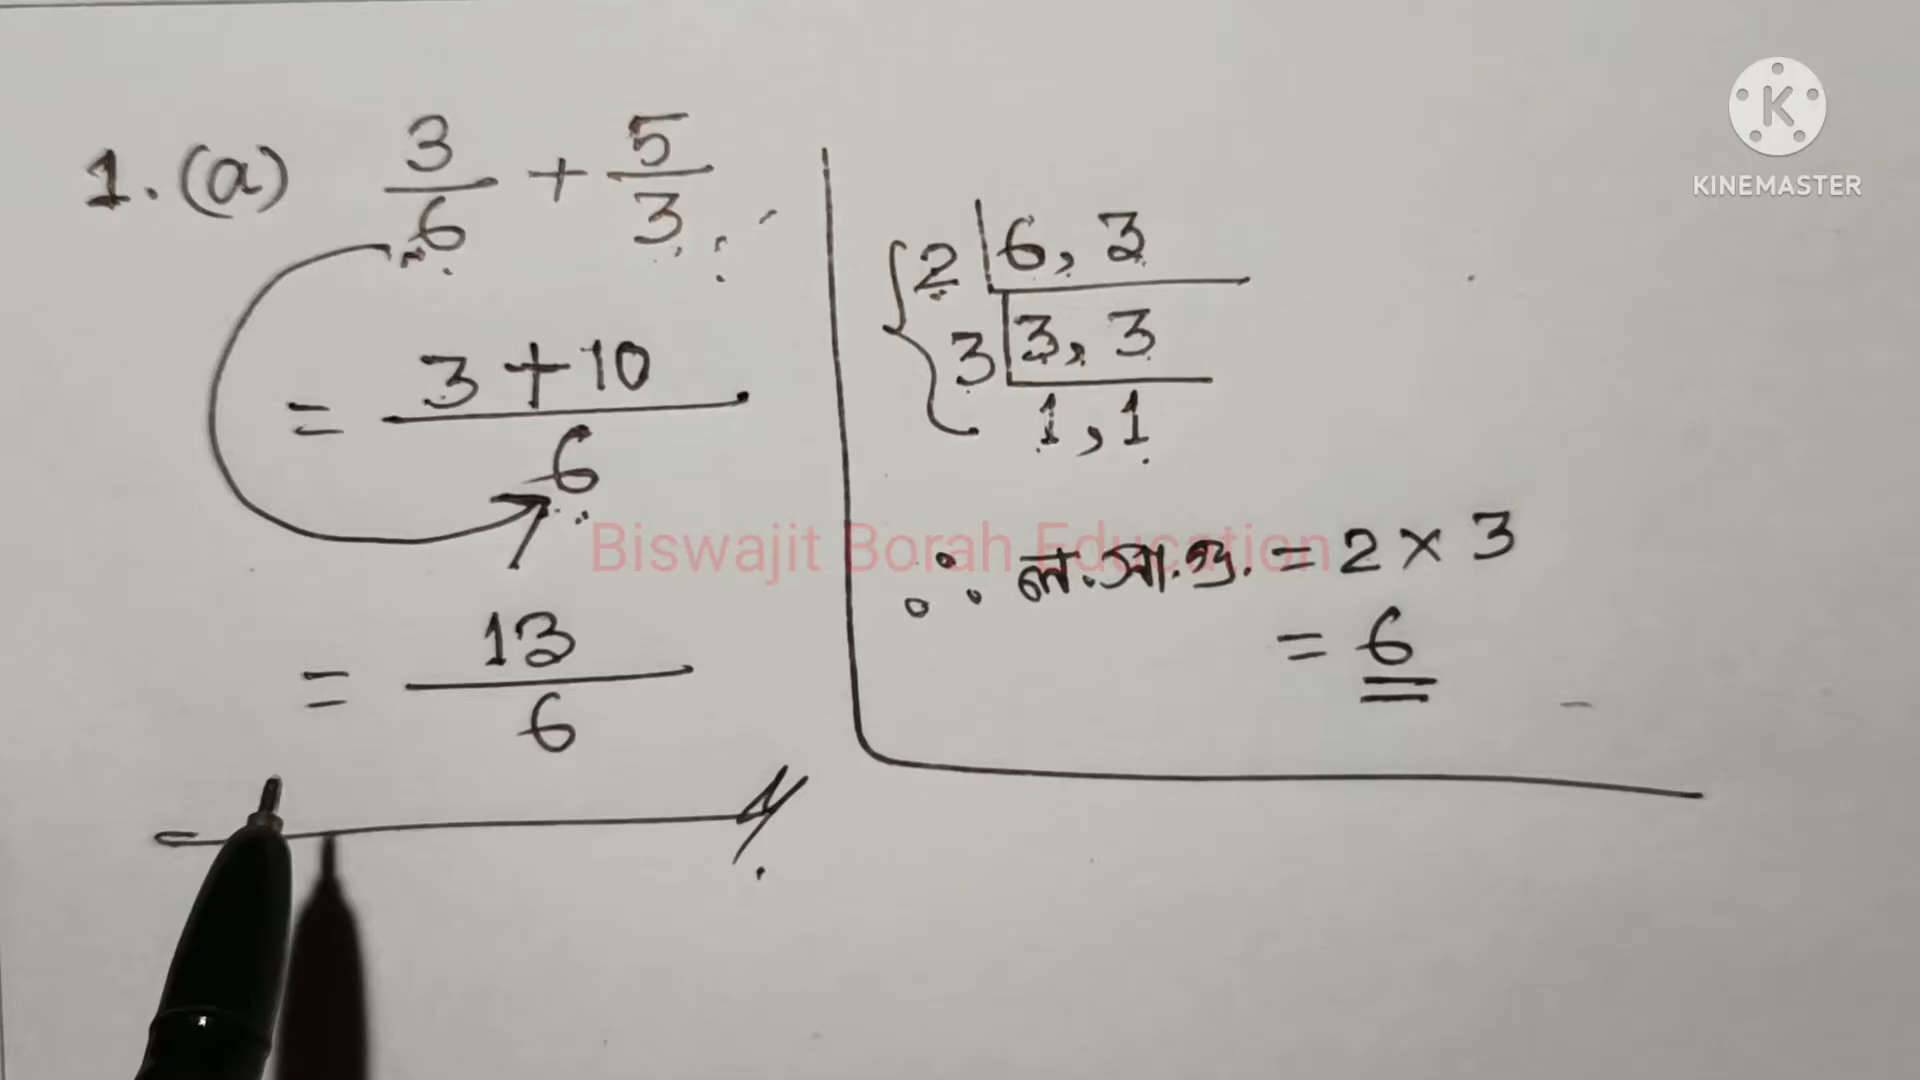 1. (a) 3/6 + 5/3
= 3 + 10 / 6
= 13 / 6
2 | 6, 3
3 | 3, 3
1, 1
∴ ল.সা.গু. = 2 × 3
= 6
Biswajit Borah Education
KINEMASTER